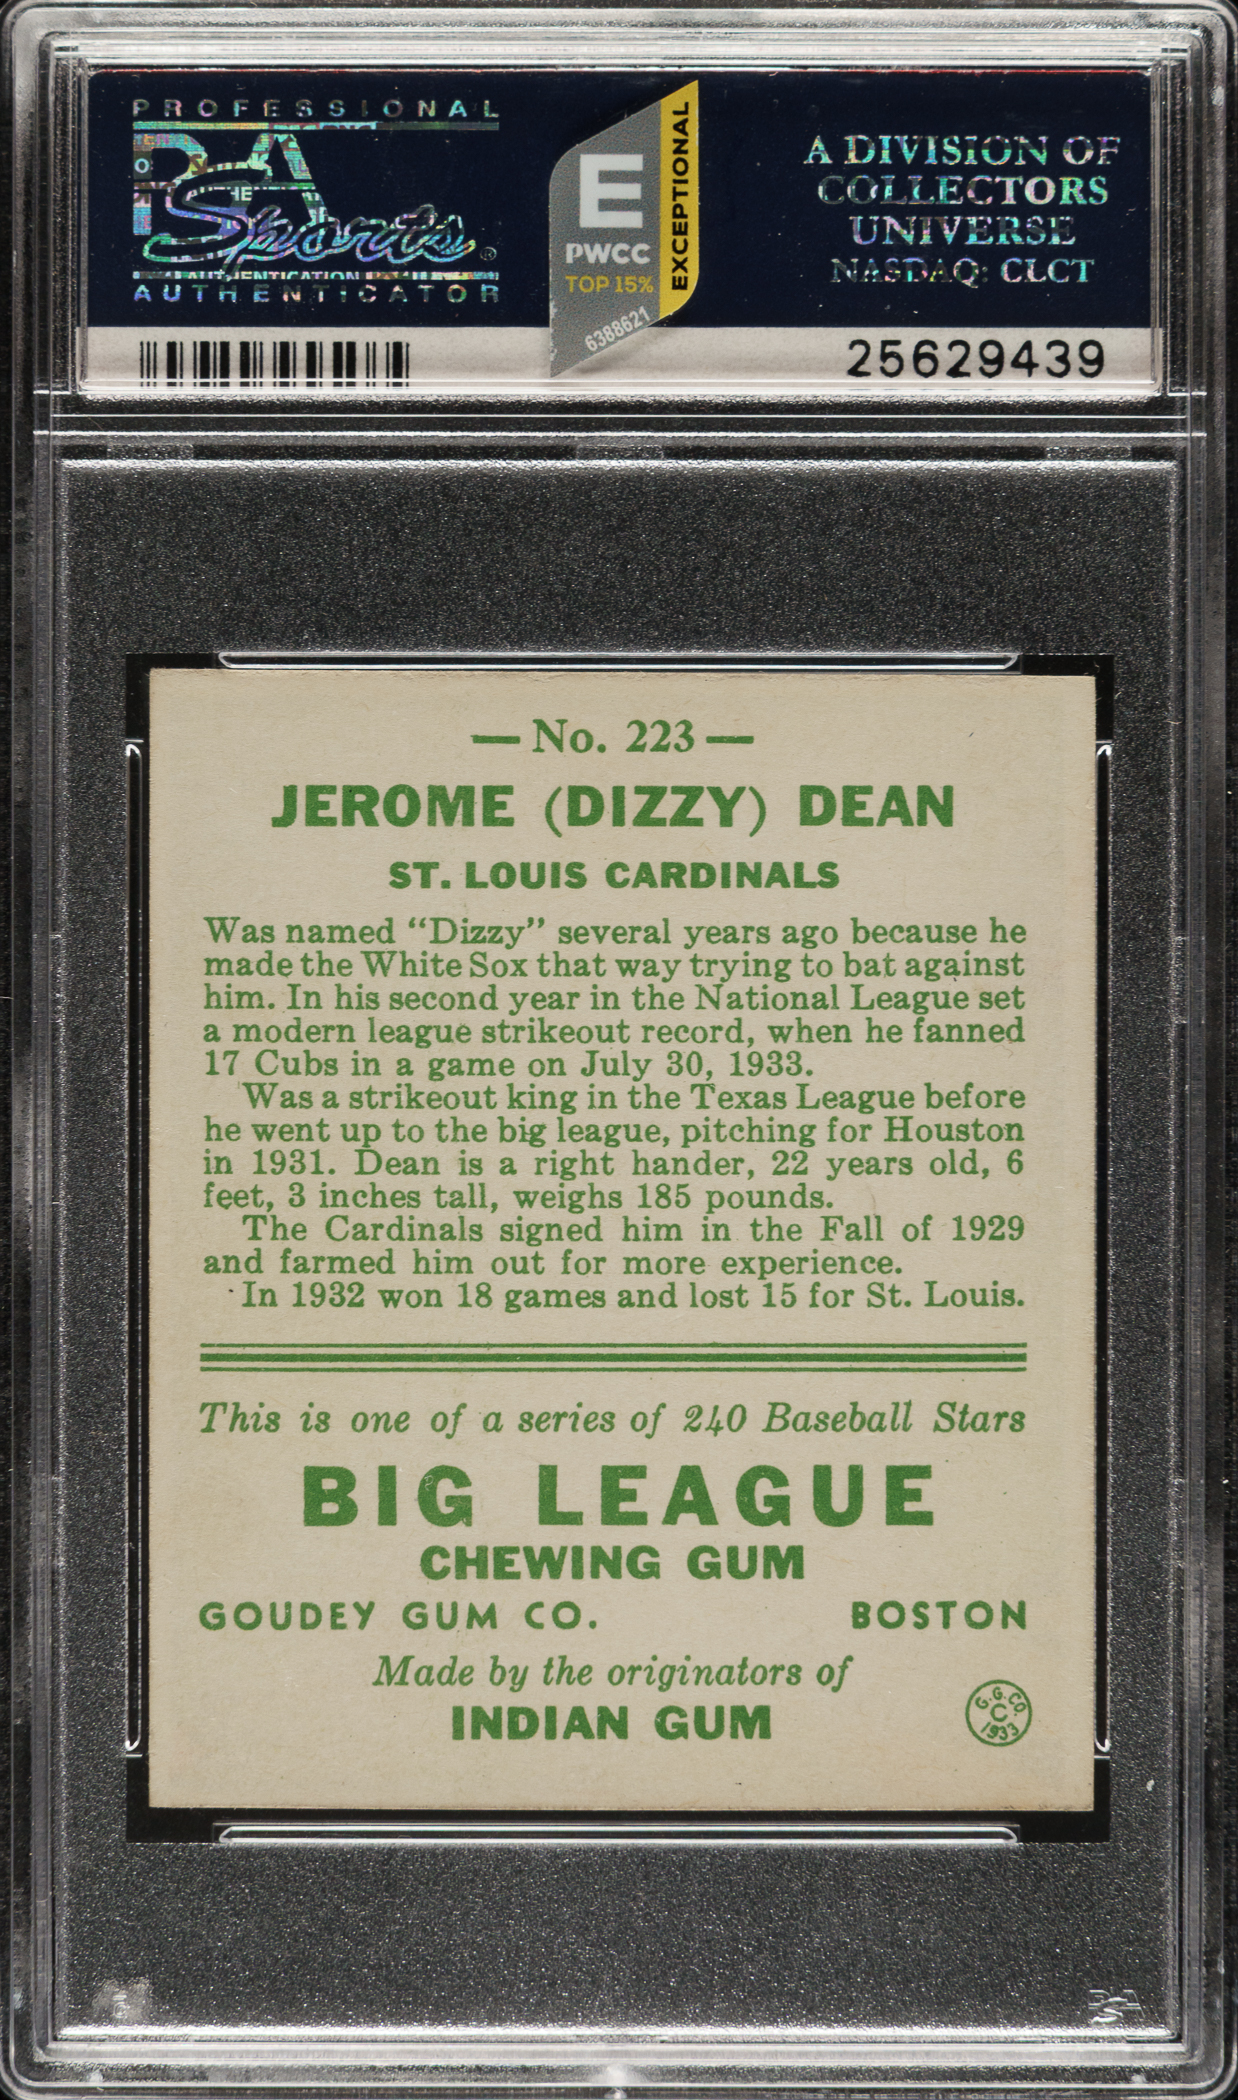 PROFESSIONAL
PSA
THE
Sports®
AUTHENTICATION
AUTHENTICATOR
E
PWCC
TOP 15%
EXCEPTIONAL
6388621
A DIVISION OF
COLLECTORS
UNIVERSE
NASDAQ: CLCT
25629439
— No. 223 —
JEROME (DIZZY) DEAN
ST. LOUIS CARDINALS
Was named “Dizzy” several years ago because he
made the White Sox that way trying to bat against
him. In his second year in the National League set
a modern league strikeout record, when he fanned
17 Cubs in a game on July 30, 1933.
Was a strikeout king in the Texas League before
he went up to the big league, pitching for Houston
in 1931. Dean is a right hander, 22 years old, 6
feet, 3 inches tall, weighs 185 pounds.
The Cardinals signed him in the Fall of 1929
and farmed him out for more experience.
In 1932 won 18 games and lost 15 for St. Louis.
This is one of a series of 240 Baseball Stars
BIG LEAGUE
CHEWING GUM
GOUDEY GUM CO. BOSTON
Made by the originators of
INDIAN GUM
G.G.CO.
C
1933
PSA